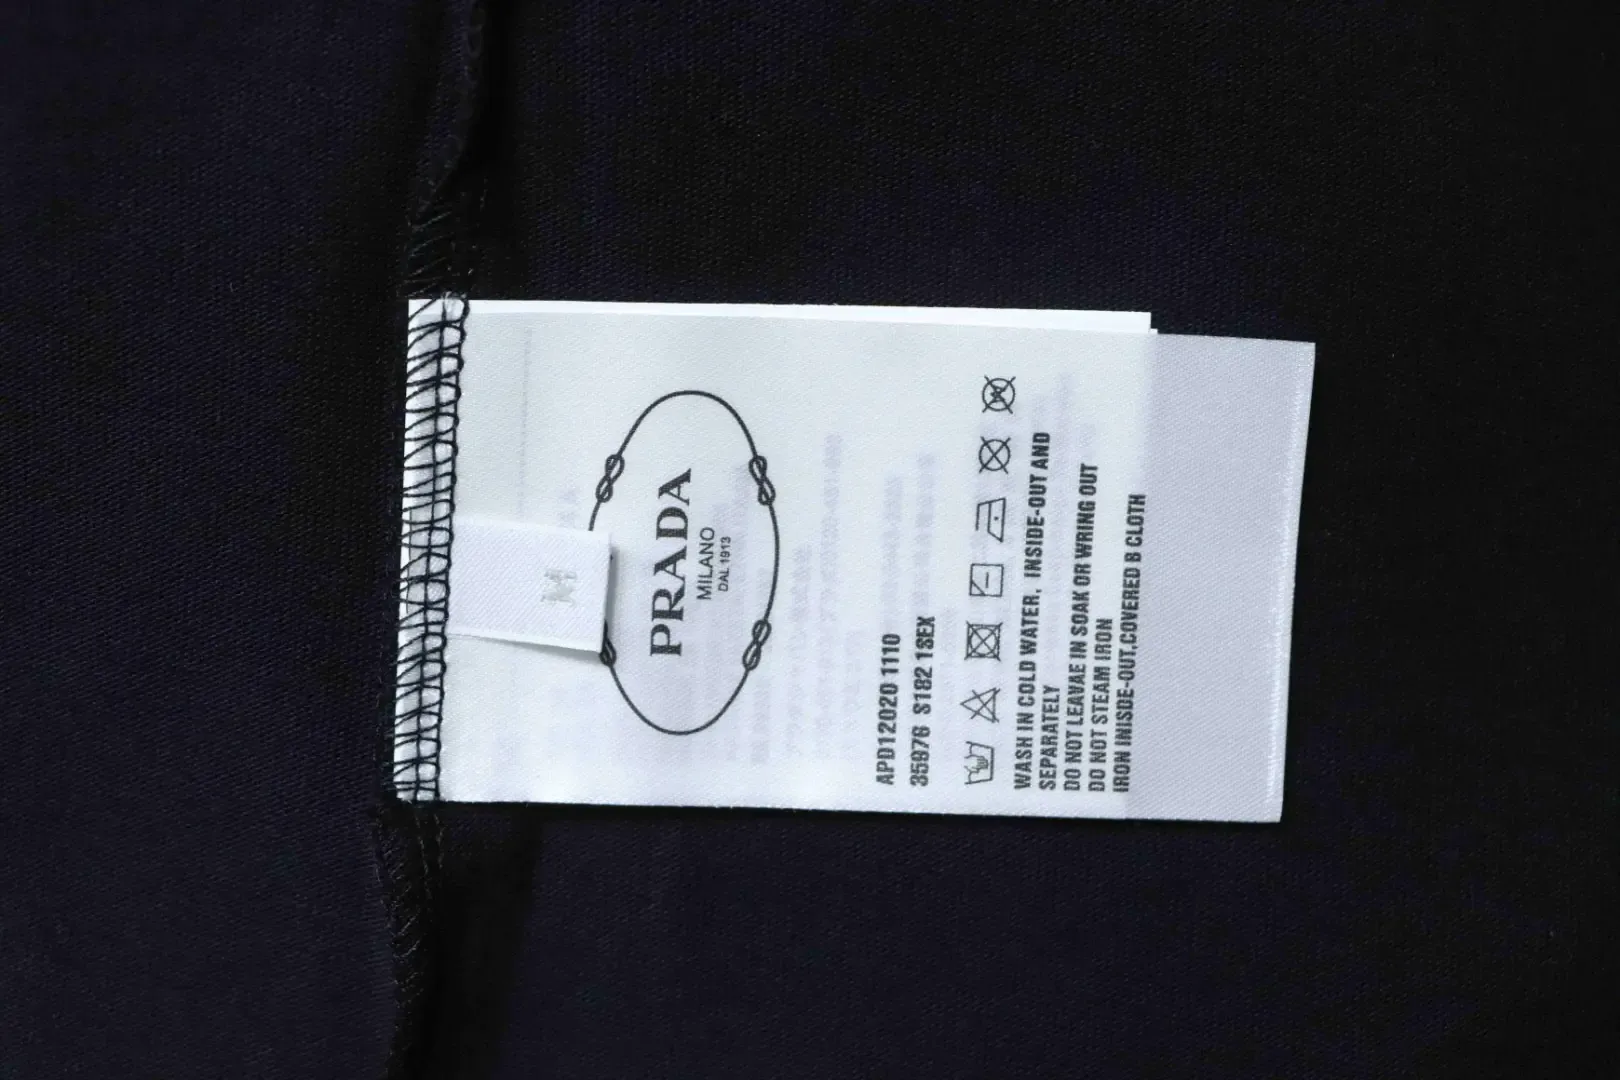 M
PRADA
MILANO
DAL 1913
APD12020 1110
35976 S182 1SEX
WASH IN COLD WATER, INSIDE-OUT AND
SEPARATELY
DO NOT LEAVAE IN SOAK OR WRING OUT
DO NOT STEAM IRON
IRON INISDE-OUT,COVERED B CLOTH